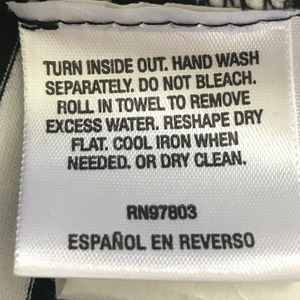 TURN INSIDE OUT. HAND WASH
SEPARATELY. DO NOT BLEACH.
ROLL IN TOWEL TO REMOVE
EXCESS WATER. RESHAPE DRY
FLAT. COOL IRON WHEN
NEEDED. OR DRY CLEAN.
RN97803
ESPAÑOL EN REVERSO